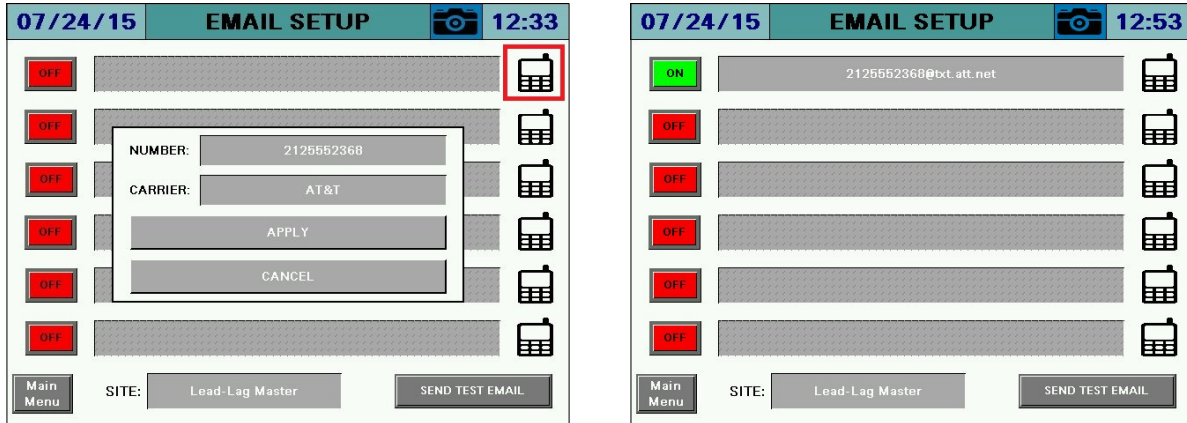 07/24/15 EMAIL SETUP 12:33
OFF
OFF
NUMBER: 2125552368
OFF
CARRIER: AT&T
OFF
APPLY
OFF
CANCEL
OFF
Main Menu
SITE: Lead-Lag Master
SEND TEST EMAIL
07/24/15 EMAIL SETUP 12:53
ON 2125552368@txt.att.net
OFF
OFF
OFF
OFF
OFF
Main Menu
SITE: Lead-Lag Master
SEND TEST EMAIL